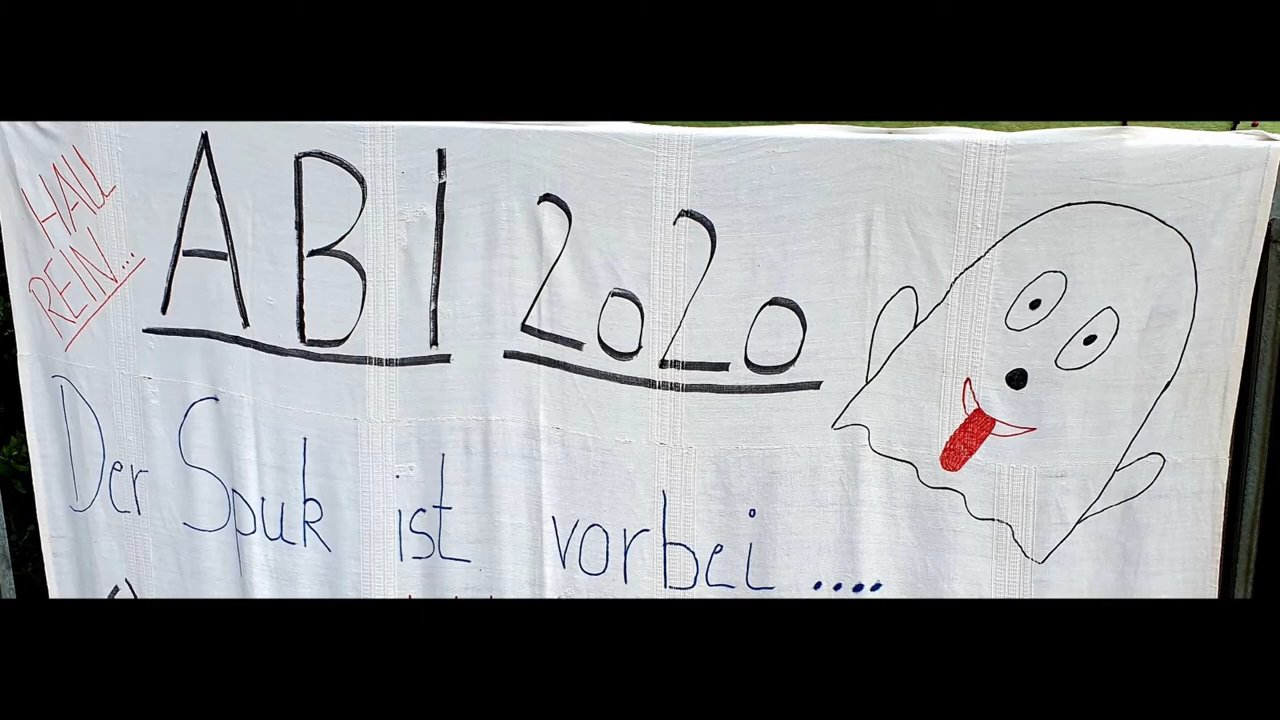 HAU
REIN...
ABI 2020
Der Spuk ist vorbei ....